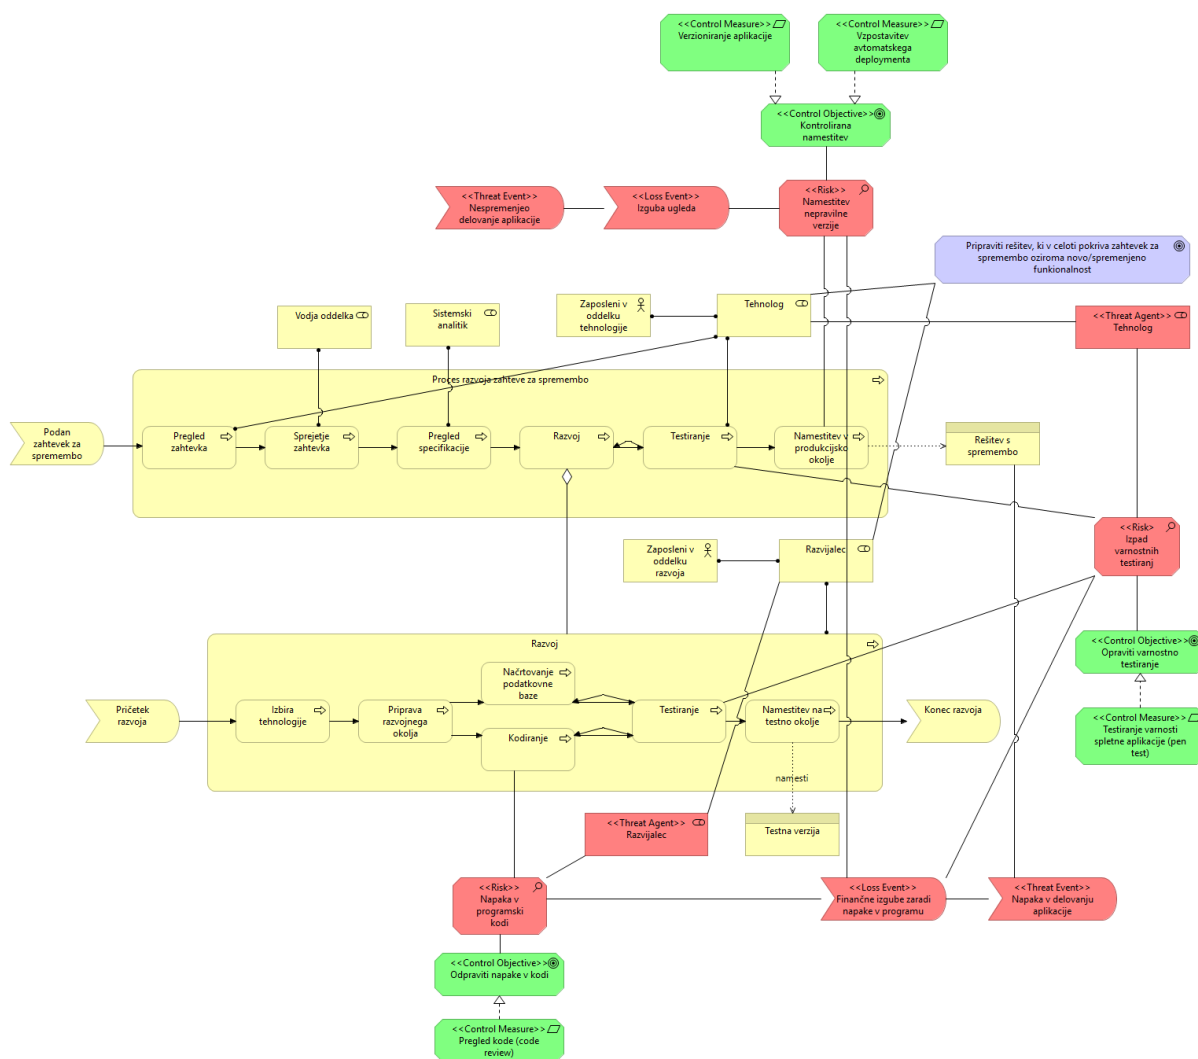 <<Control Measure>>
Verzioniranje aplikacije
<<Control Measure>>
Vzpostavitev
avtomatskega
deploymenta
<<Control Objective>>
Kontrolirana
namestitev
<<Threat Event>>
Nespremenjeo
delovanje aplikacije
<<Loss Event>>
Izguba ugleda
<<Risk>>
Namestitev
nepravilne
verzije
Pripraviti rešitev, ki v celoti pokriva zahtevek za
spremembo oziroma novo/spremenjeno
funkionalnost
Vodja oddelka
Sistemski
analitik
Zaposleni v
oddelku
tehnologije
Tehnolog
<<Threat Agent>>
Tehnolog
Proces razvoja zahteve za spremembo
Podan
zahtevek za
spremembo
Pregled
zahtevka
Sprejetje
zahtevka
Pregled
specifikacije
Razvoj
Testiranje
Namestitev v
produkcijsko
okolje
Rešitev s
spremembo
<<Risk>
Izpad
varnostnih
testiranj
Zaposleni v
oddelku
razvoja
Razvijalec
<<Control Objective>>
Opraviti varnostno
testiranje
Razvoj
Pričetek
razvoja
Izbira
tehnologije
Priprava
razvojnega
okolja
Načrtovanje
podatkovne
baze
Kodiranje
Testiranje
Namestitev na
testno okolje
Konec razvoja
<<Control Measure>>
Testiranje varnosti
spletne aplikacije (pen
test)
namesti
Testna verzija
<<Threat Agent>>
Razvijalec
<<Risk>>
Napaka v
programski
kodi
<<Loss Event>>
Finančne izgube zaradi
napake v programu
<<Threat Event>>
Napaka v delovanju
aplikacije
<<Control Objective>>
Odpraviti napake v kodi
<<Control Measure>>
Pregled kode (code
review)